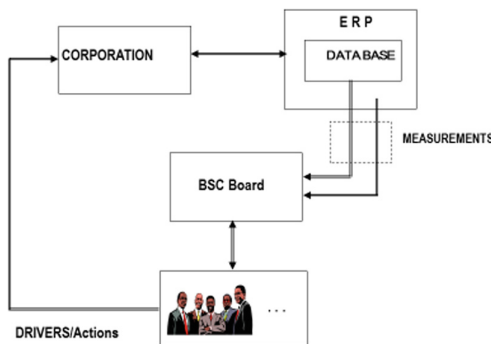 E R P
CORPORATION
DATA BASE
MEASUREMENTS
BSC Board
...
DRIVERS/Actions